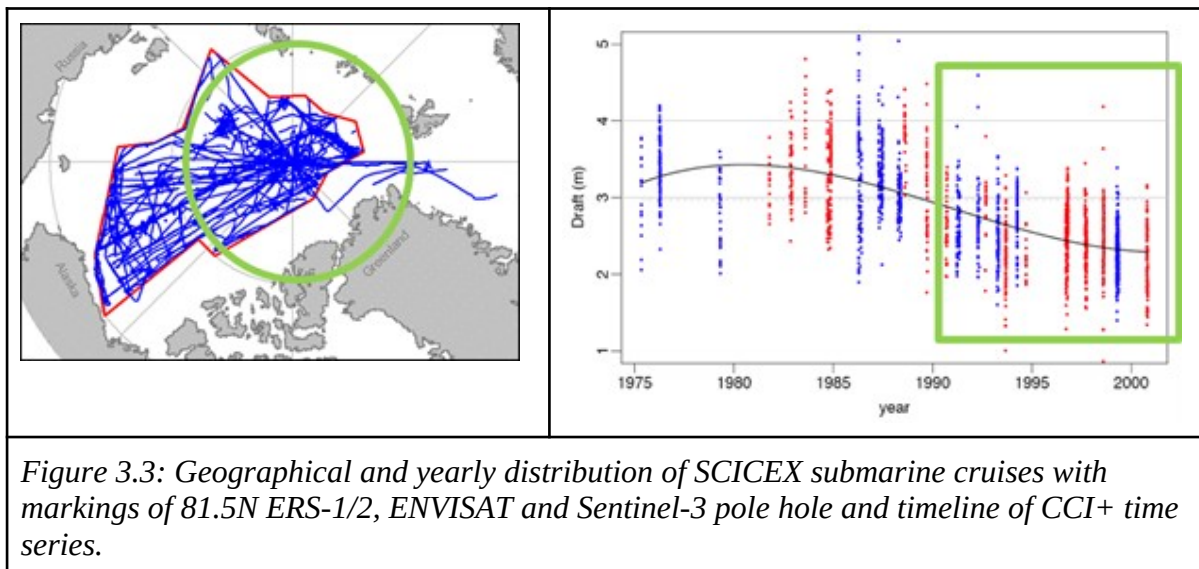 Russia
Alaska
Greenland
5
4
3
2
1
Draft (m)
1975 1980 1985 1990 1995 2000
year
Figure 3.3: Geographical and yearly distribution of SCICEX submarine cruises with
markings of 81.5N ERS-1/2, ENVISAT and Sentinel-3 pole hole and timeline of CCI+ time
series.